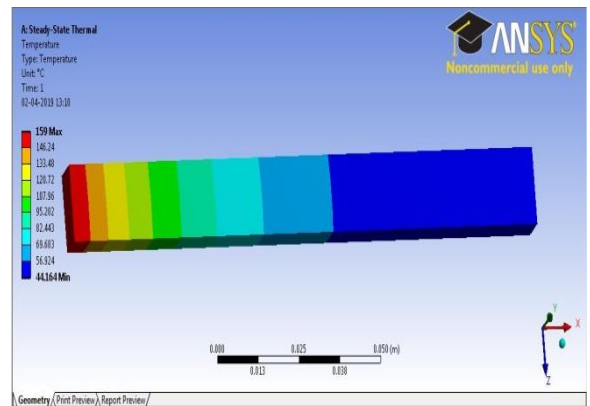 A: Steady-State Thermal
Temperature
Type: Temperature
Unit: °C
Time: 1
02-04-2019 13:10
ANSYS
Noncommercial use only
159 Max
146.24
133.48
120.72
107.96
95.202
82.443
69.683
56.924
44.164 Min
0.000
0.025
0.050 (m)
0.013
0.038
Y
X
Z
Geometry
Print Preview
Report Preview